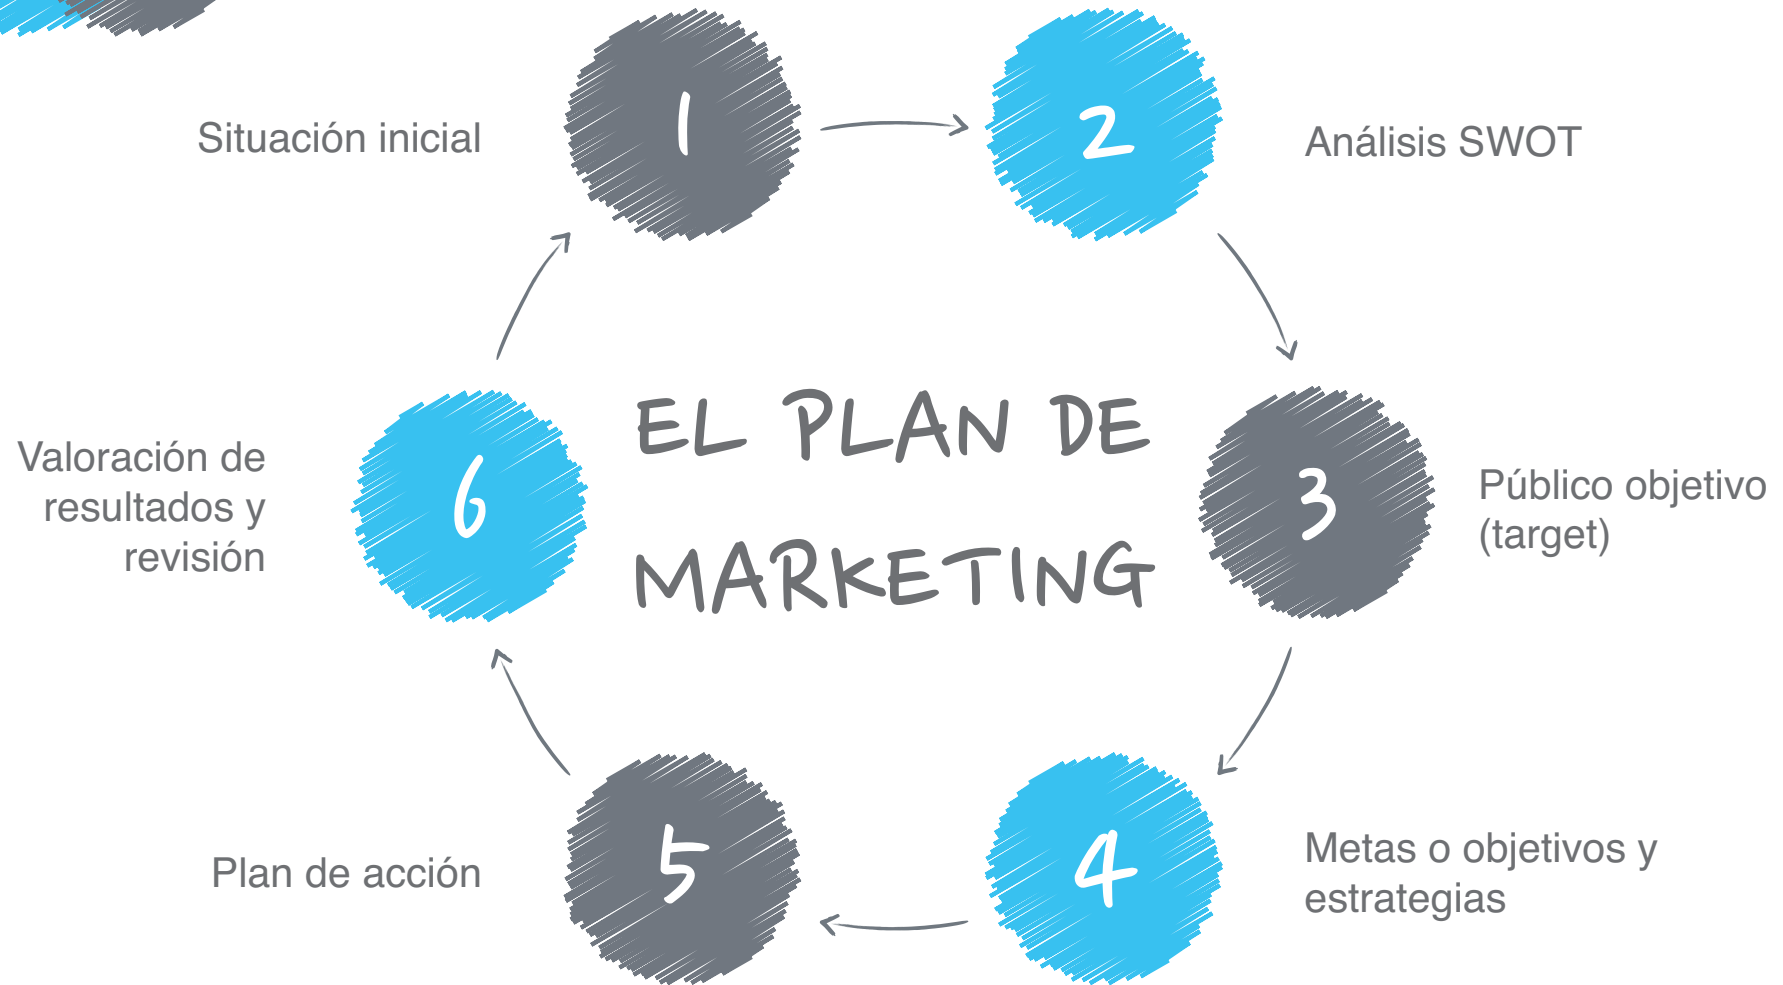 1
Situación inicial
2
Análisis SWOT
EL PLAN DE
MARKETING
3
Público objetivo
(target)
4
Metas o objetivos y
estrategias
5
Plan de acción
6
Valoración de
resultados y
revisión